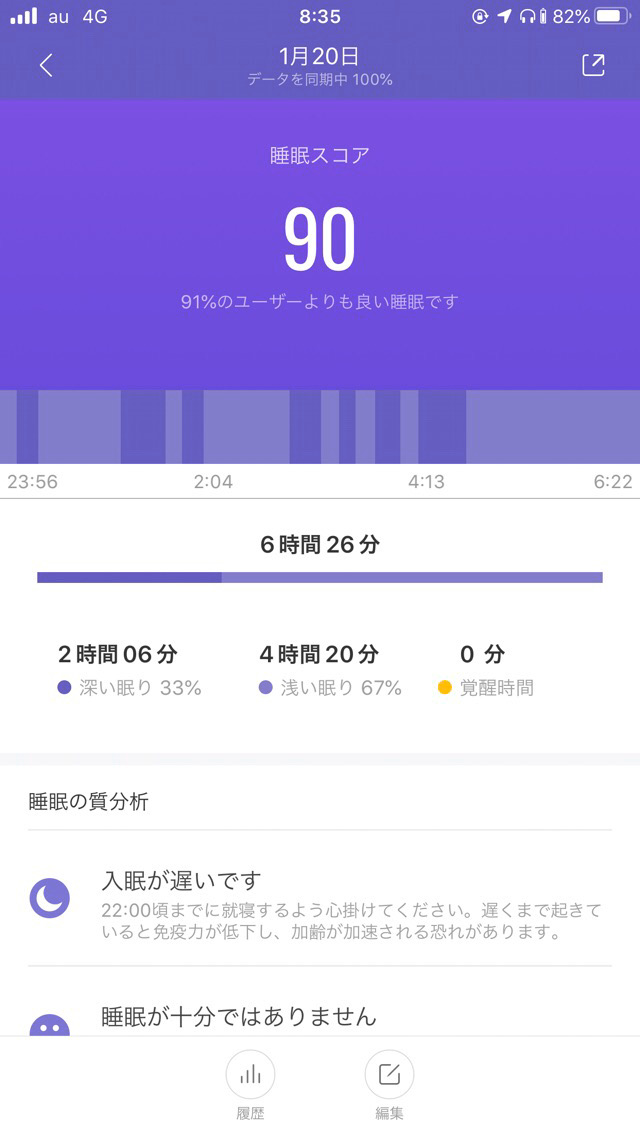 au 4G 8:35 82%
1月20日
データを同期中 100%
睡眠スコア
90
91%のユーザーよりも良い睡眠です
23:56 2:04 4:13 6:22
6時間26分
2時間06分 4時間20分 0 分
深い眠り 33% 浅い眠り 67% 覚醒時間
睡眠の質分析
入眠が遅いです
22:00頃までに就寝するよう心掛けてください。遅くまで起きて
いると免疫力が低下し、加齢が加速される恐れがあります。
睡眠が十分ではありません
履歴 編集